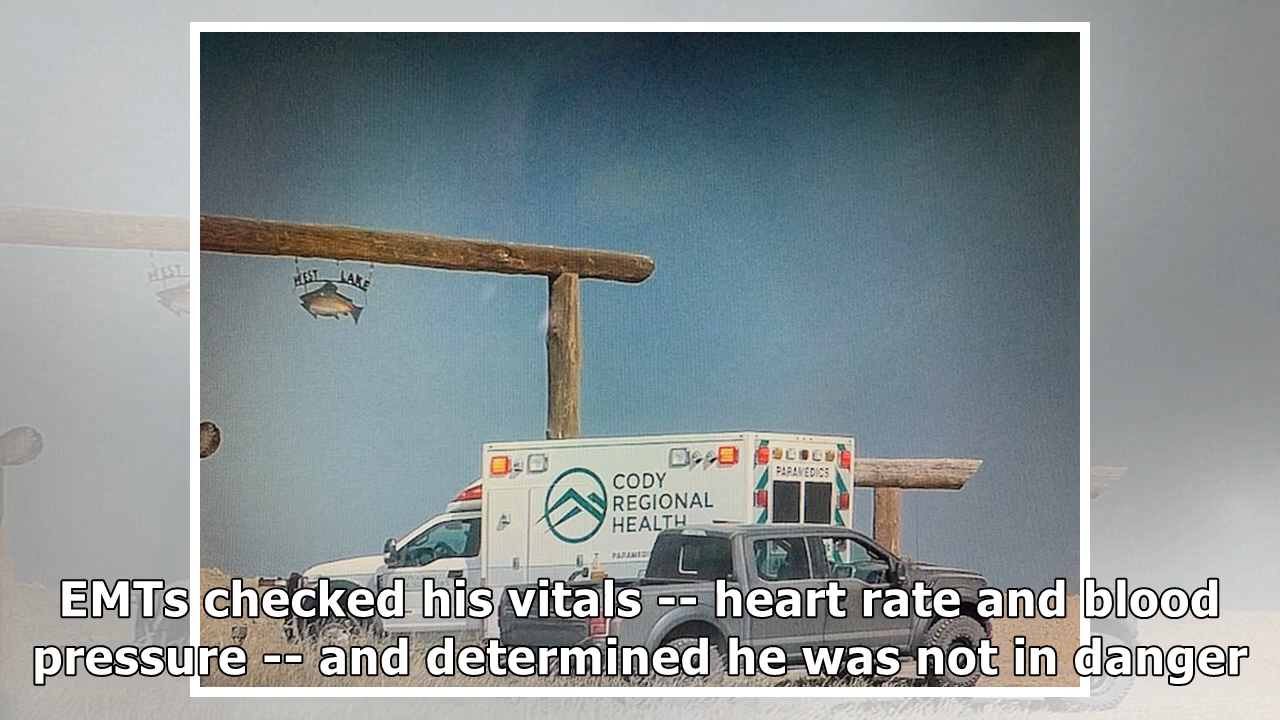 WEST LAKE
PARAMEDICS
CODY
REGIONAL
HEALTH
EMTs checked his vitals -- heart rate and blood
pressure -- and determined he was not in danger